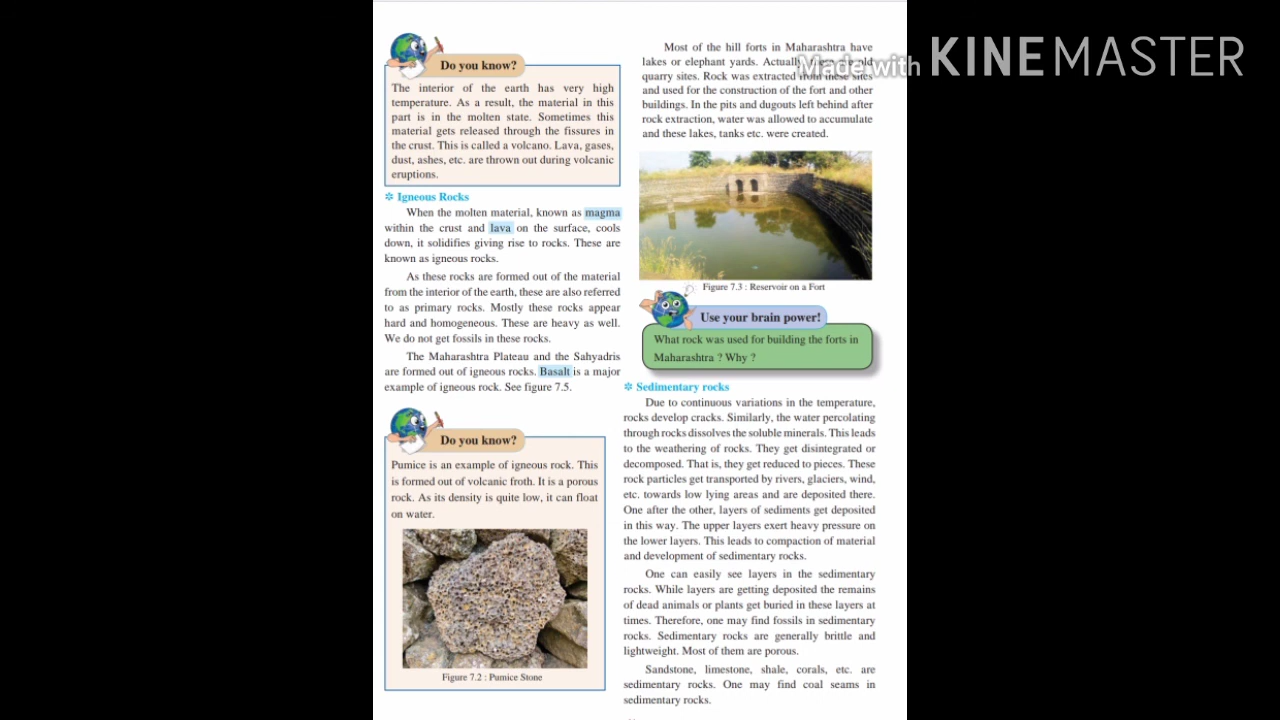 Do you know?
The interior of the earth has very high
temperature. As a result, the material in this
part is in the molten state. Sometimes this
material gets released through the fissures in
the crust. This is called a volcano. Lava, gases,
dust, ashes, etc. are thrown out during volcanic
eruptions.
✲ Igneous Rocks
When the molten material, known as magma
within the crust and lava on the surface, cools
down, it solidifies giving rise to rocks. These are
known as igneous rocks.
As these rocks are formed out of the material
from the interior of the earth, these are also referred
to as primary rocks. Mostly these rocks appear
hard and homogeneous. These are heavy as well.
We do not get fossils in these rocks.
The Maharashtra Plateau and the Sahyadris
are formed out of igneous rocks. Basalt is a major
example of igneous rock. See figure 7.5.
Do you know?
Pumice is an example of igneous rock. This
is formed out of volcanic froth. It is a porous
rock. As its density is quite low, it can float
on water.
Figure 7.2 : Pumice Stone
Most of the hill forts in Maharashtra have
lakes or elephant yards. Actually old
quarry sites. Rock was extracted from these sites
and used for the construction of the fort and other
buildings. In the pits and dugouts left behind after
rock extraction, water was allowed to accumulate
and these lakes, tanks etc. were created.
Figure 7.3 : Reservoir on a Fort
Use your brain power!
What rock was used for building the forts in
Maharashtra ? Why ?
✲ Sedimentary rocks
Due to continuous variations in the temperature,
rocks develop cracks. Similarly, the water percolating
through rocks dissolves the soluble minerals. This leads
to the weathering of rocks. They get disintegrated or
decomposed. That is, they get reduced to pieces. These
rock particles get transported by rivers, glaciers, wind,
etc. towards low lying areas and are deposited there.
One after the other, layers of sediments get deposited
in this way. The upper layers exert heavy pressure on
the lower layers. This leads to compaction of material
and development of sedimentary rocks.
One can easily see layers in the sedimentary
rocks. While layers are getting deposited the remains
of dead animals or plants get buried in these layers at
times. Therefore, one may find fossils in sedimentary
rocks. Sedimentary rocks are generally brittle and
lightweight. Most of them are porous.
Sandstone, limestone, shale, corals, etc. are
sedimentary rocks. One may find coal seams in
sedimentary rocks.
Made with KINEMASTER